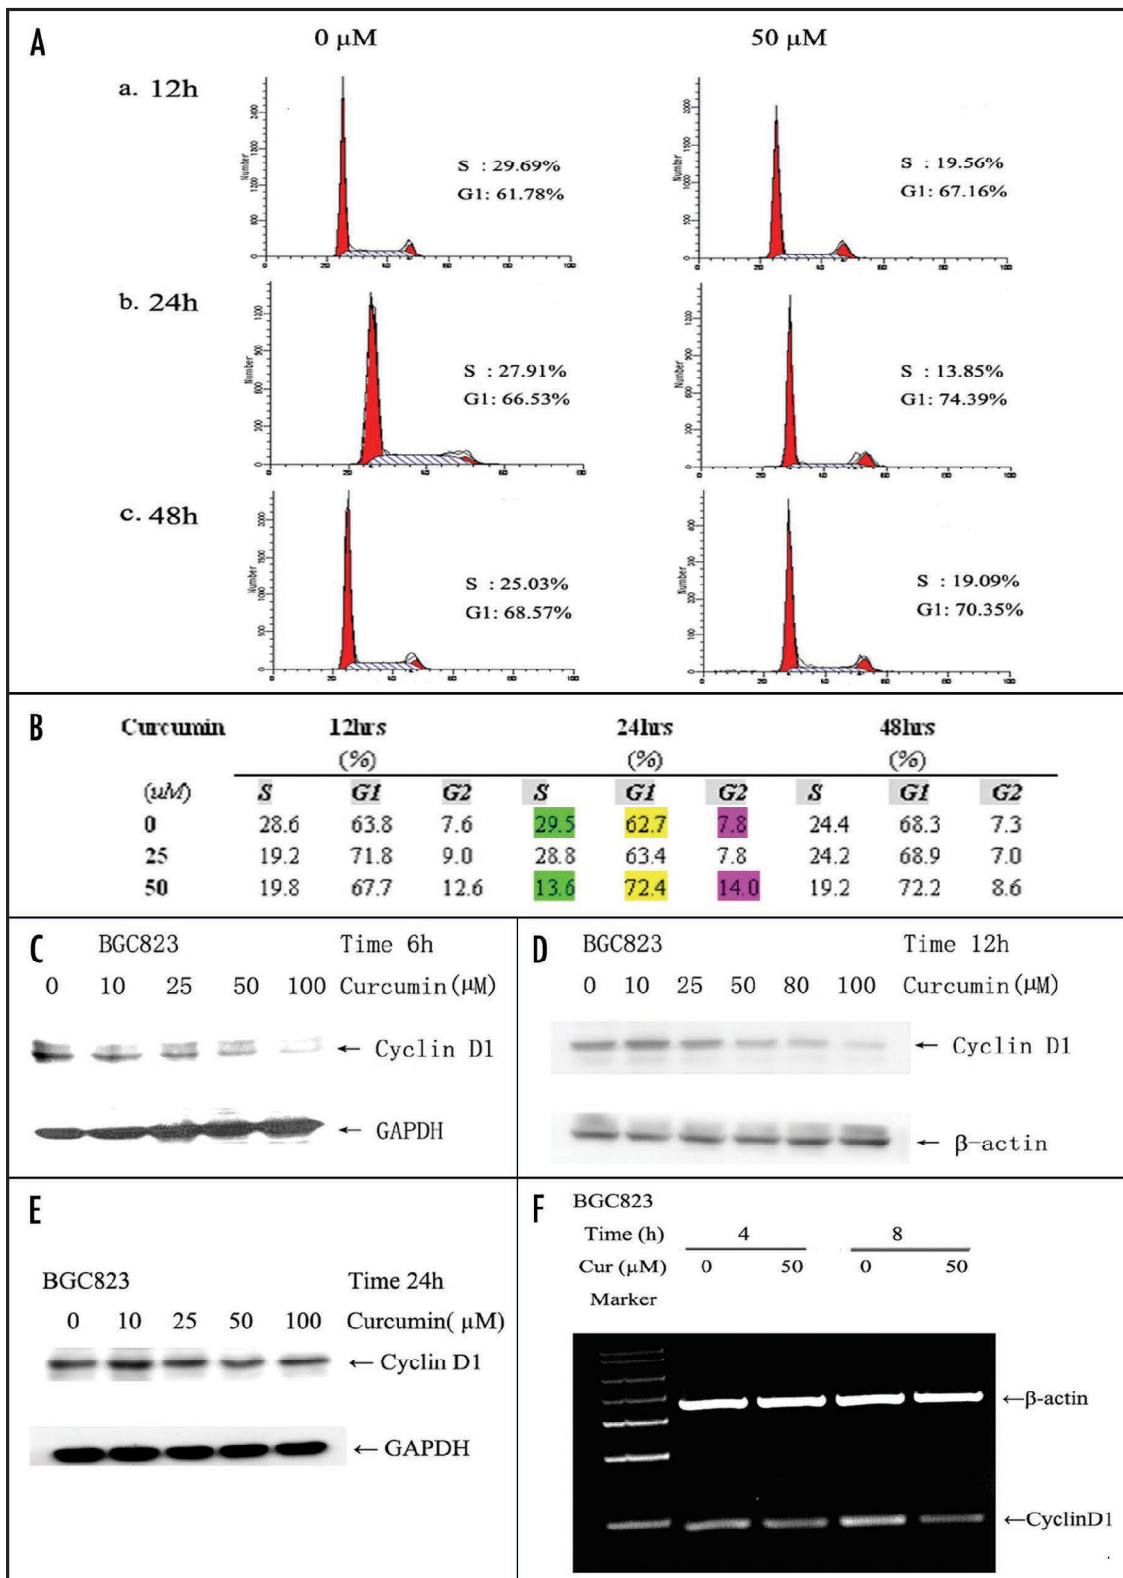 A
0 µM 50 µM
a. 12h
S : 29.69%
G1: 61.78%
S : 19.56%
G1: 67.16%
b. 24h
S : 27.91%
G1: 66.53%
S : 13.85%
G1: 74.39%
c. 48h
S : 25.03%
G1: 68.57%
S : 19.09%
G1: 70.35%
Number
Number
Number
Number
Number
Number
B
Curcumin 12hrs 24hrs 48hrs
(%) (%) (%)
(uM) S G1 G2 S G1 G2 S G1 G2
0 28.6 63.8 7.6 29.5 62.7 7.8 24.4 68.3 7.3
25 19.2 71.8 9.0 28.8 63.4 7.8 24.2 68.9 7.0
50 19.8 67.7 12.6 13.6 72.4 14.0 19.2 72.2 8.6
C
BGC823 Time 6h
0 10 25 50 100 Curcumin(µM)
← Cyclin D1
← GAPDH
D
BGC823 Time 12h
0 10 25 50 80 100 Curcumin(µM)
← Cyclin D1
← β-actin
E
BGC823 Time 24h
0 10 25 50 100 Curcumin( µM)
← Cyclin D1
← GAPDH
F
BGC823
Time (h) 4 8
Cur (µM) 0 50 0 50
Marker
←β-actin
←CyclinD1